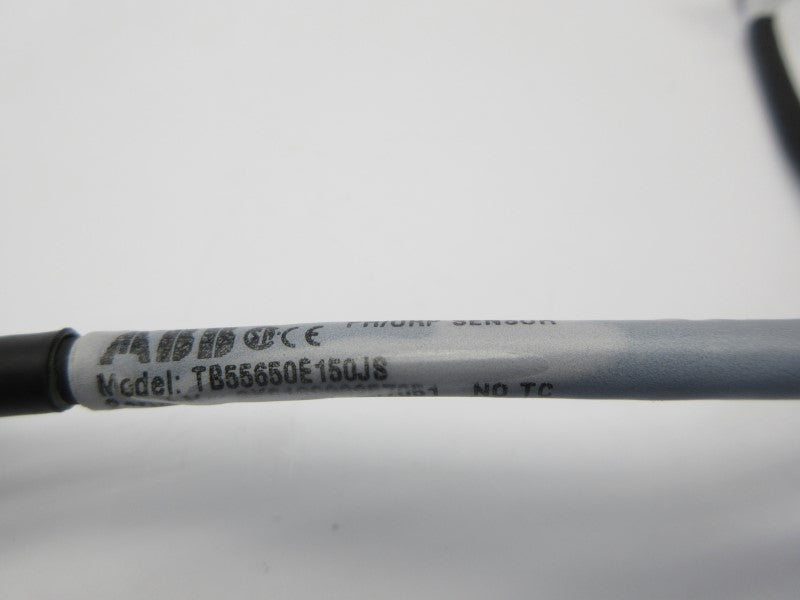 ABB CE PH/ORP SENSOR
Model: TB55650E150JS
NO TC